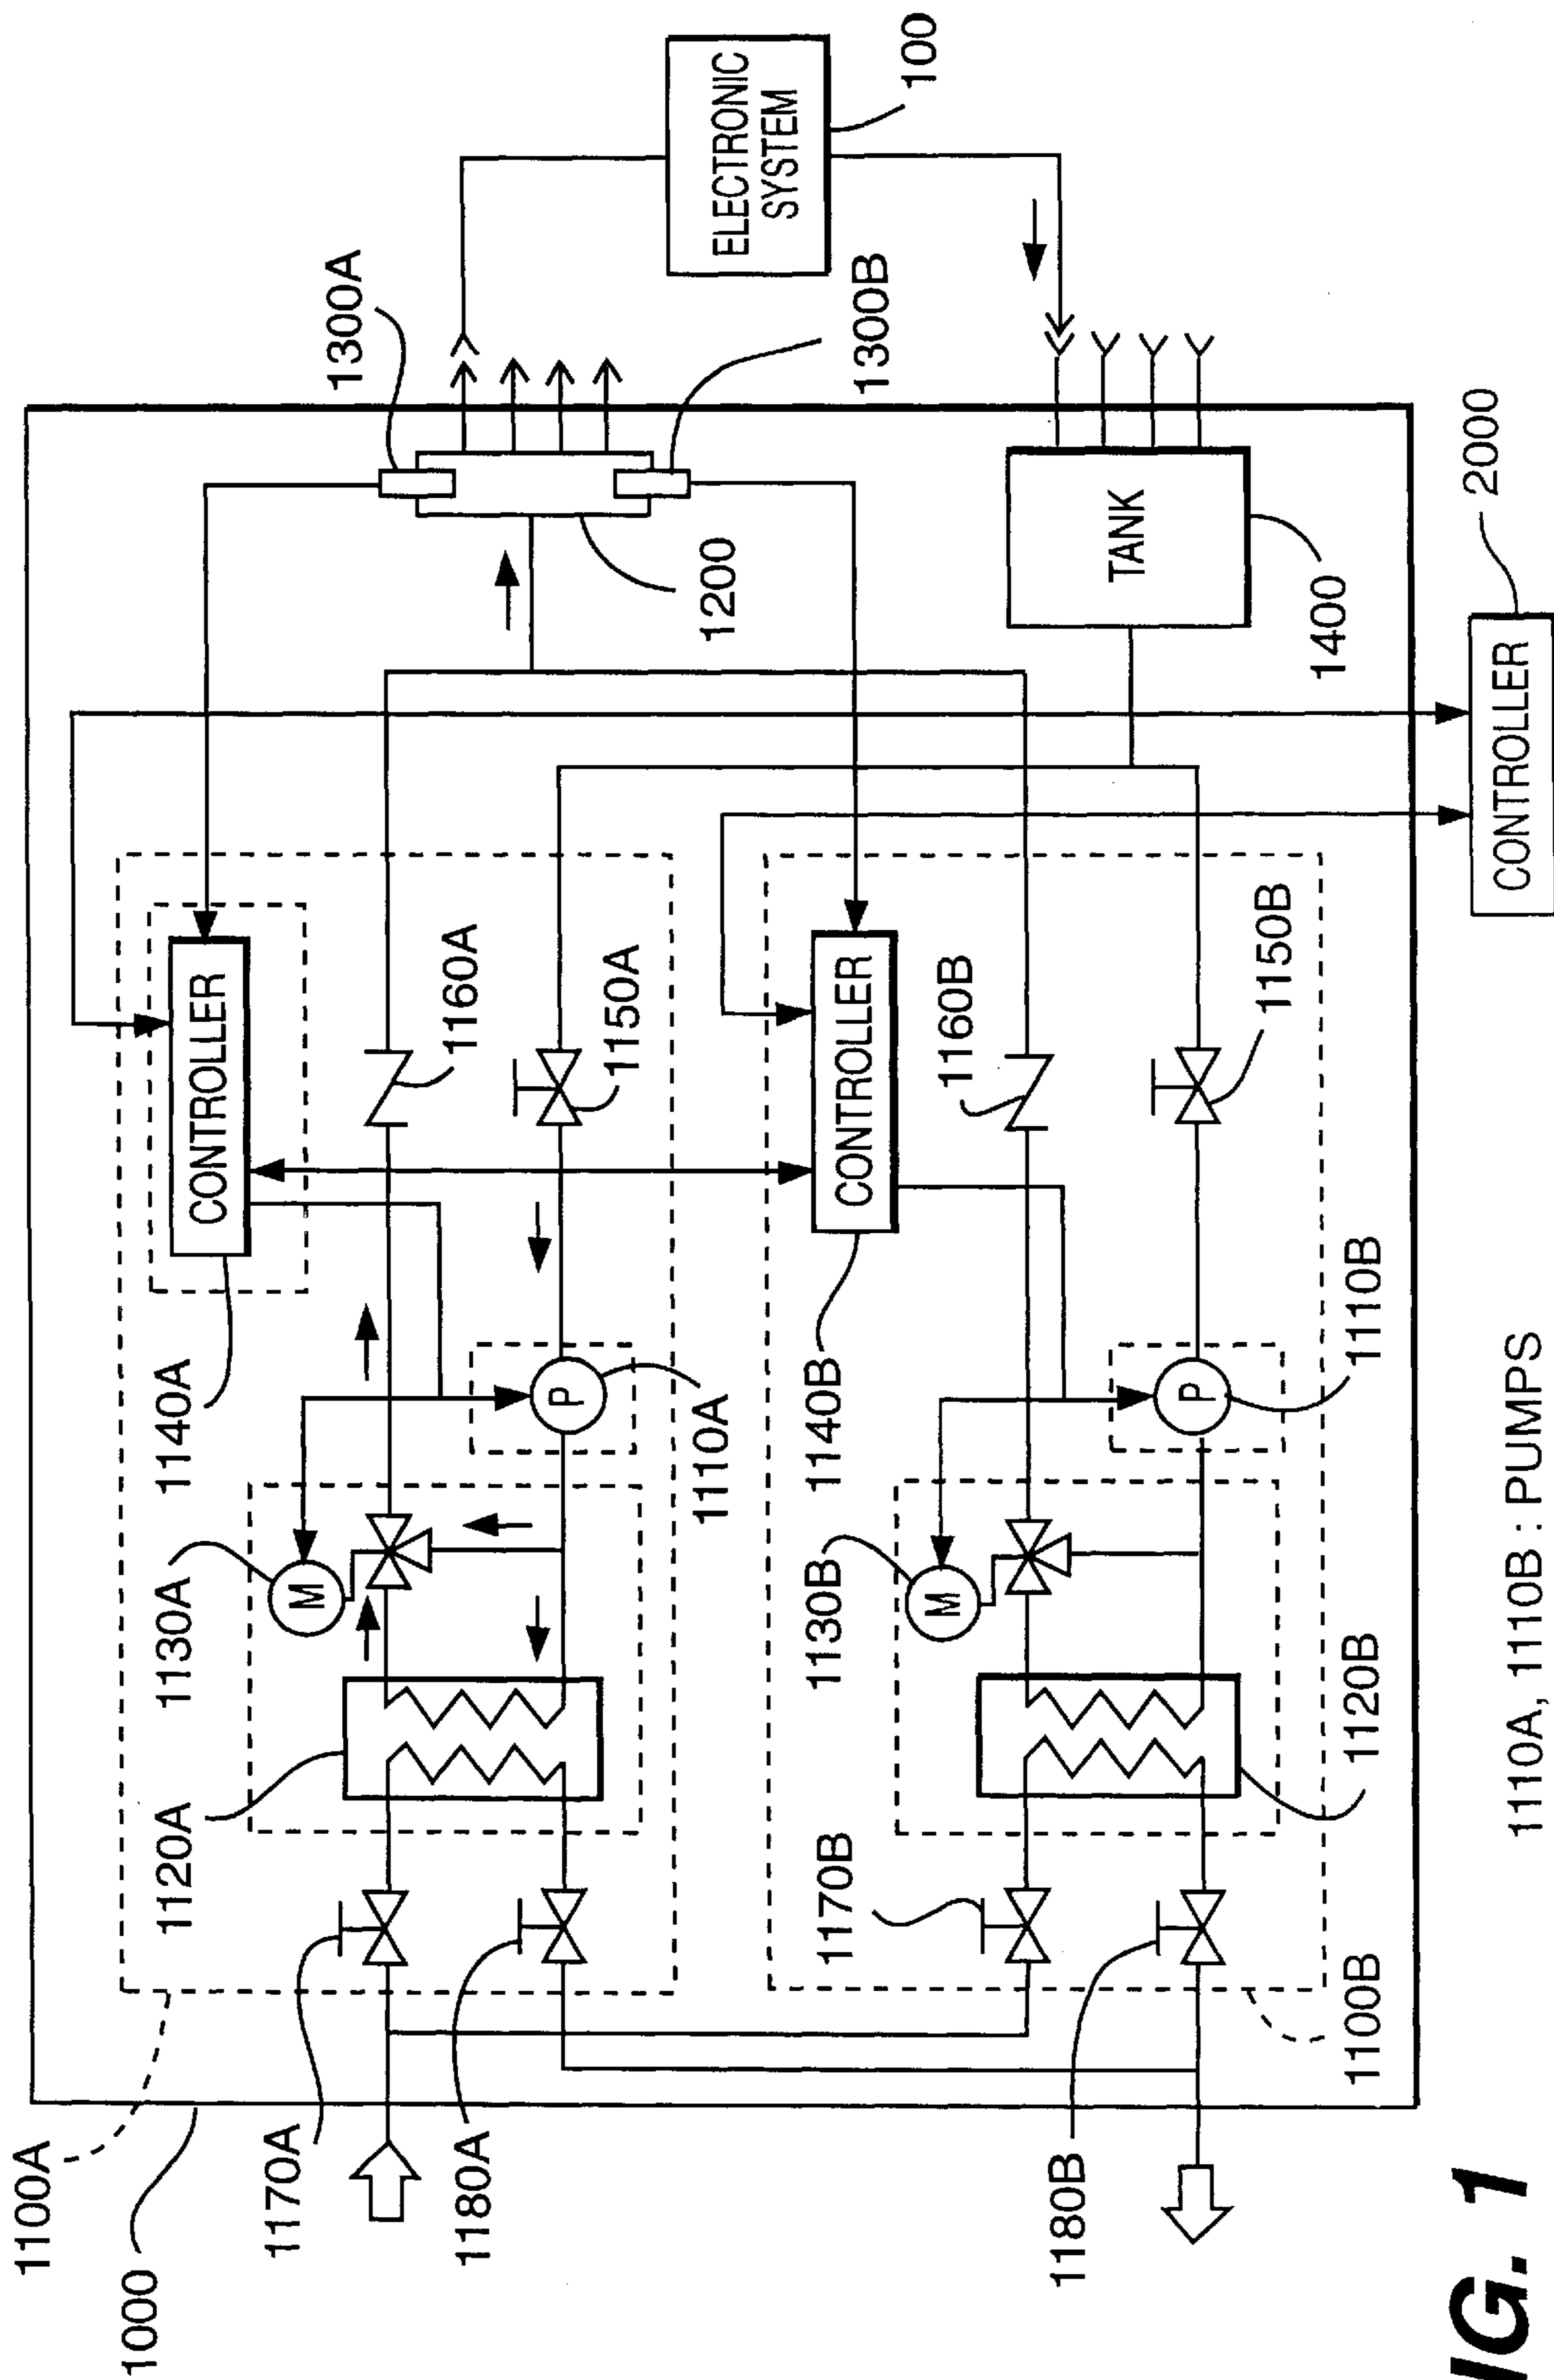 1100A
1000
1170A
1180A
1120A
1130A
M
1140A
CONTROLLER
P
1110A
1160A
1150A
1300A
1200
1300B
ELECTRONIC
SYSTEM
100
1180B
1100B
1170B
1120B
1130B
M
1140B
CONTROLLER
P
1110B
1160B
1150B
TANK
1400
CONTROLLER
2000
1110A, 1110B : PUMPS
IG. 1